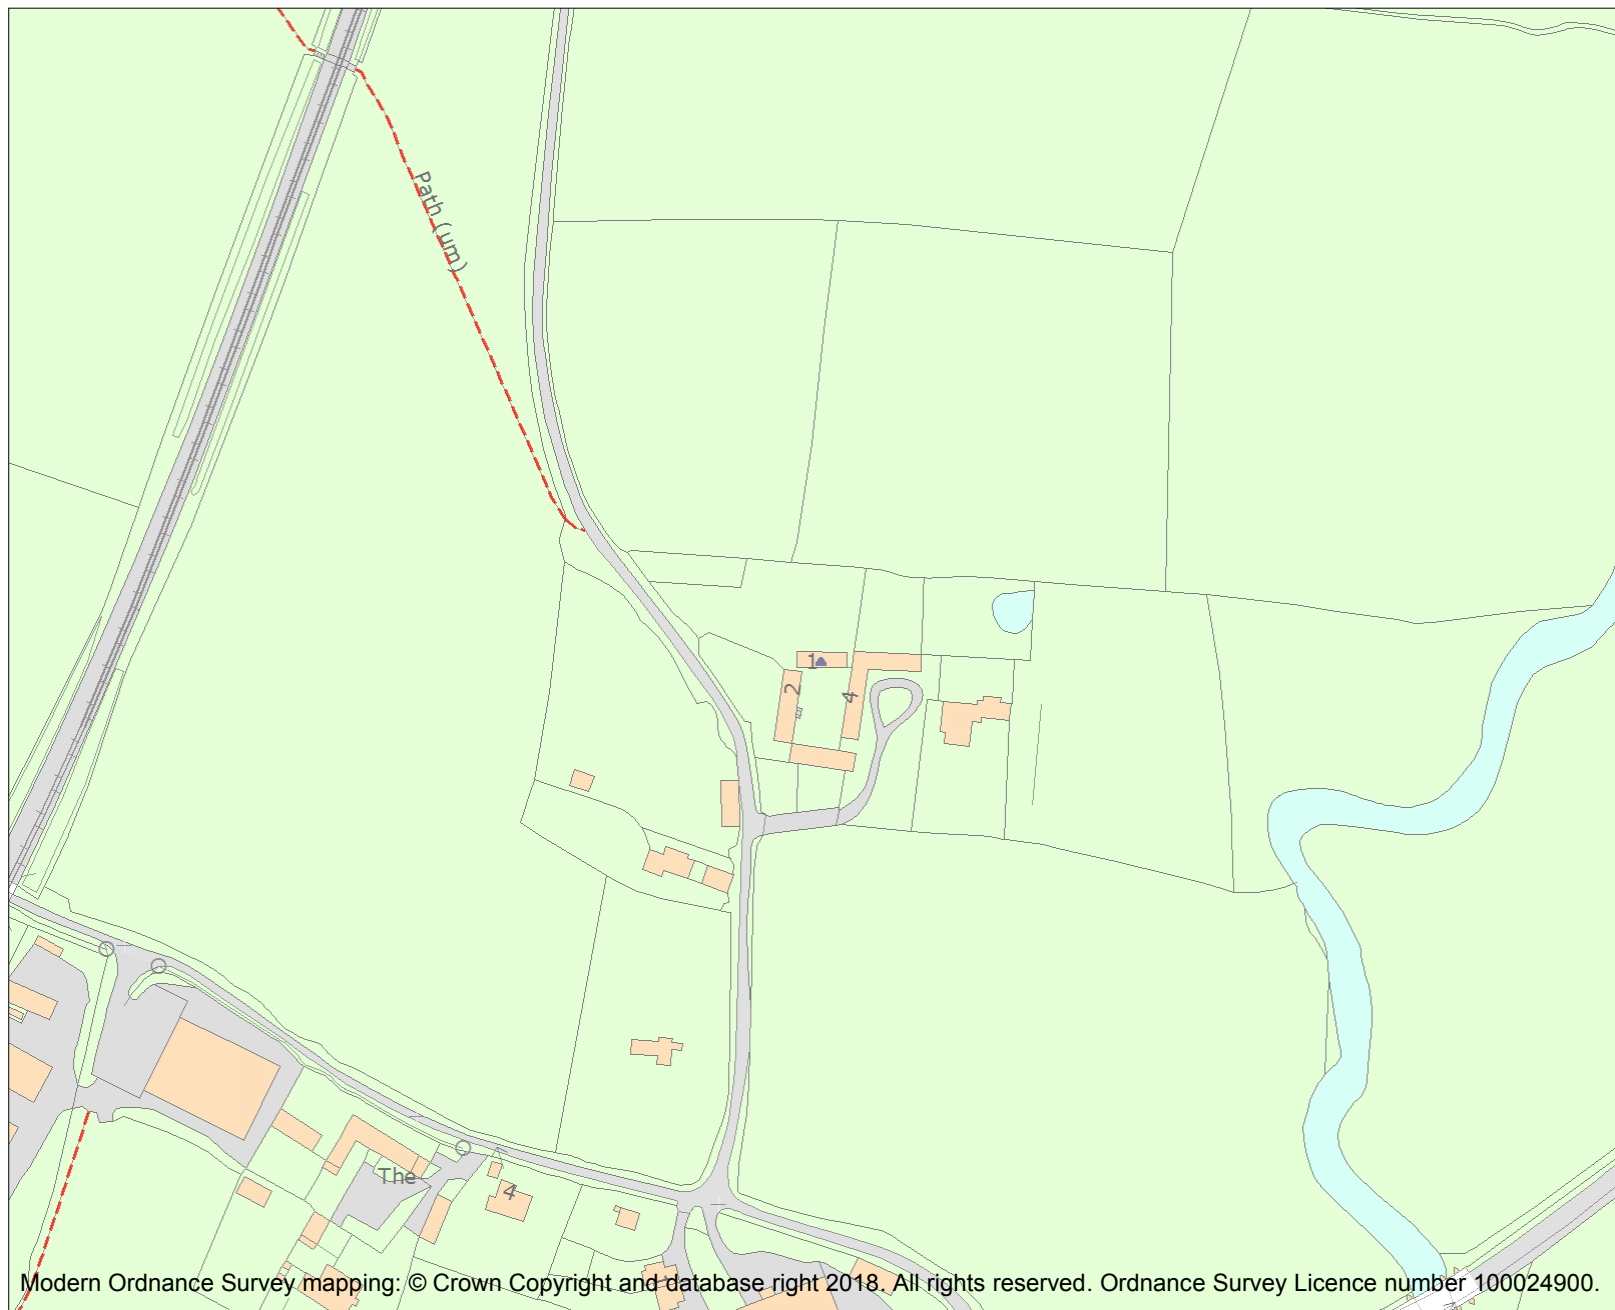 Path (um)
1
2
4
The
4
Modern Ordnance Survey mapping: © Crown Copyright and database right 2018. All rights reserved. Ordnance Survey Licence number 100024900.